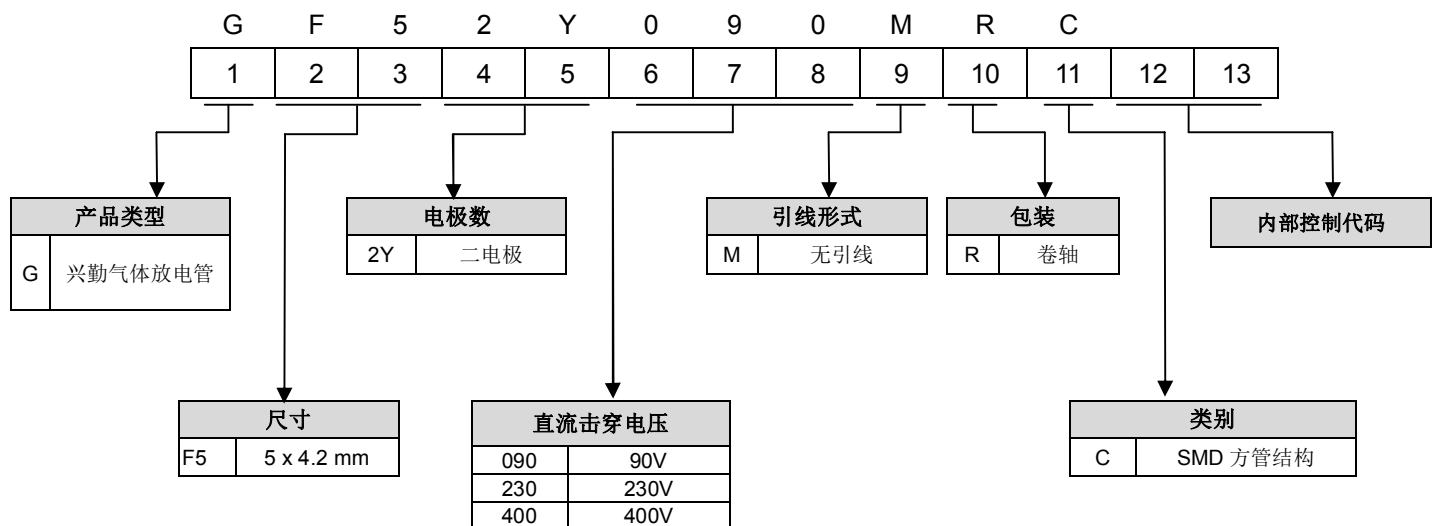 G F 5 2 Y 0 9 0 M R C
1 2 3 4 5 6 7 8 9 10 11 12 13
产品类型
G 兴勤气体放电管
电极数
2Y 二电极
引线形式
M 无引线
包装
R 卷轴
内部控制代码
尺寸
F5 5 x 4.2 mm
直流击穿电压
090 90V
230 230V
400 400V
类别
C SMD 方管结构